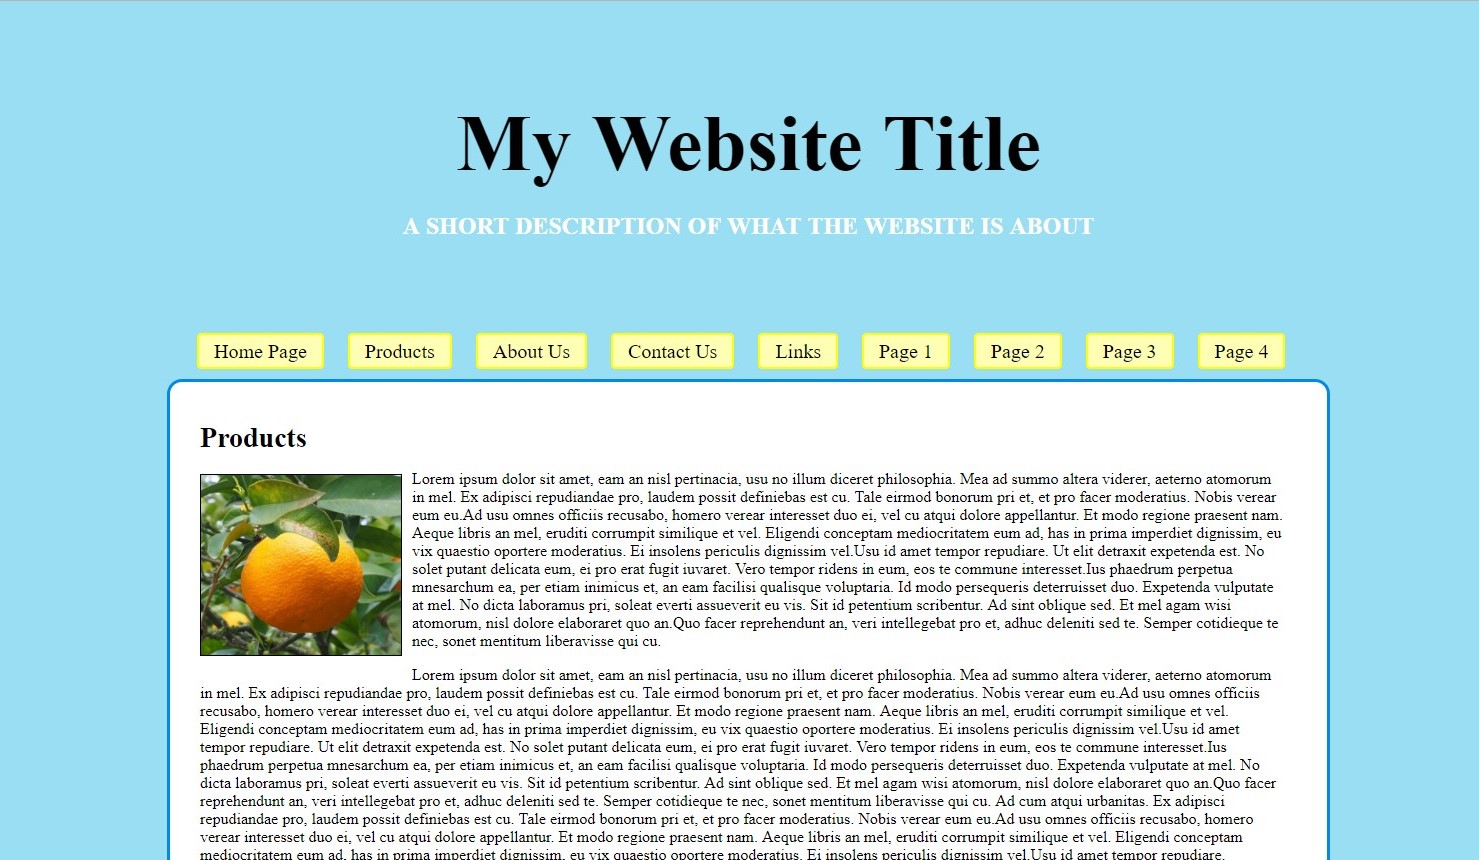 My Website Title
A SHORT DESCRIPTION OF WHAT THE WEBSITE IS ABOUT
Home Page Products About Us Contact Us Links Page 1 Page 2 Page 3 Page 4
Products
Lorem ipsum dolor sit amet, eam an nisl pertinacia, usu no illum diceret philosophia. Mea ad summo altera viderer, aeterno atomorum
in mel. Ex adipisci repudiandae pro, laudem possit definiebas est cu. Tale eirmod bonorum pri et, et pro facer moderatius. Nobis verear
eum eu.Ad usu omnes officiis recusabo, homero verear interesset duo ei, vel cu atqui dolore appellantur. Et modo regione praesent nam.
Aeque libris an mel, eruditi corrumpit similique et vel. Eligendi conceptam mediocritatem eum ad, has in prima imperdiet dignissim, eu
vix quaestio oportere moderatius. Ei insolens periculis dignissim vel.Usu id amet tempor repudiare. Ut elit detraxit expetenda est. No
solet putant delicata eum, ei pro erat fugit iuvaret. Vero tempor ridens in eum, eos te commune interesset.Ius phaedrum perpetua
mnesarchum ea, per etiam inimicus et, an eam facilisi qualisque voluptaria. Id modo persequeris deterruisset duo. Expetenda vulputate
at mel. No dicta laboramus pri, soleat everti assueverit eu vis. Sit id petentium scribentur. Ad sint oblique sed. Et mel agam wisi
atomorum, nisl dolore elaboraret quo an.Quo facer reprehendunt an, veri intellegebat pro et, adhuc deleniti sed te. Semper cotidieque te
nec, sonet mentitum liberavisse qui cu.
Lorem ipsum dolor sit amet, eam an nisl pertinacia, usu no illum diceret philosophia. Mea ad summo altera viderer, aeterno atomorum
in mel. Ex adipisci repudiandae pro, laudem possit definiebas est cu. Tale eirmod bonorum pri et, et pro facer moderatius. Nobis verear eum eu.Ad usu omnes officiis
recusabo, homero verear interesset duo ei, vel cu atqui dolore appellantur. Et modo regione praesent nam. Aeque libris an mel, eruditi corrumpit similique et vel.
Eligendi conceptam mediocritatem eum ad, has in prima imperdiet dignissim, eu vix quaestio oportere moderatius. Ei insolens periculis dignissim vel.Usu id amet
tempor repudiare. Ut elit detraxit expetenda est. No solet putant delicata eum, ei pro erat fugit iuvaret. Vero tempor ridens in eum, eos te commune interesset.Ius
phaedrum perpetua mnesarchum ea, per etiam inimicus et, an eam facilisi qualisque voluptaria. Id modo persequeris deterruisset duo. Expetenda vulputate at mel. No
dicta laboramus pri, soleat everti assueverit eu vis. Sit id petentium scribentur. Ad sint oblique sed. Et mel agam wisi atomorum, nisl dolore elaboraret quo an.Quo facer
reprehendunt an, veri intellegebat pro et, adhuc deleniti sed te. Semper cotidieque te nec, sonet mentitum liberavisse qui cu. Ad cum atqui urbanitas. Ex adipisci
repudiandae pro, laudem possit definiebas est cu. Tale eirmod bonorum pri et, et pro facer moderatius. Nobis verear eum eu.Ad usu omnes officiis recusabo, homero
verear interesset duo ei, vel cu atqui dolore appellantur. Et modo regione praesent nam. Aeque libris an mel, eruditi corrumpit similique et vel. Eligendi conceptam
mediocritatem eum ad, has in prima imperdiet dignissim, eu vix quaestio oportere moderatius. Ei insolens periculis dignissim vel.Usu id amet tempor repudiare.